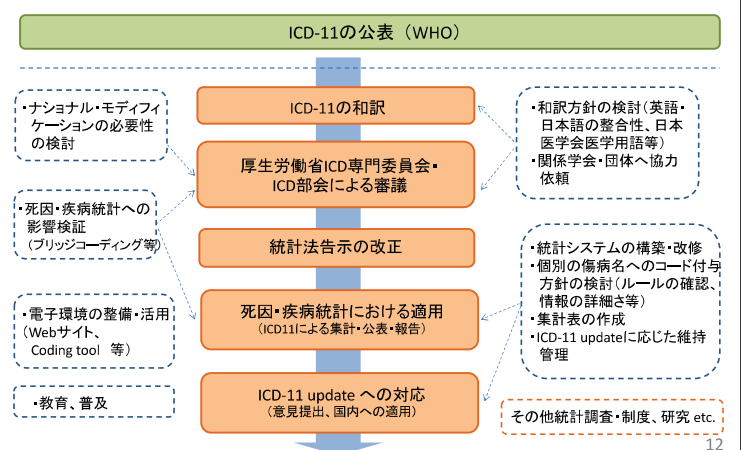 ICD-11の公表（WHO）
ICD-11の和訳
・ナショナル・モディフィ
ケーションの必要性
の検討
・和訳方針の検討（英語・
日本語の整合性、日本
医学会医学用語等）
・関係学会・団体へ協力
依頼
厚生労働省ICD専門委員会・
ICD部会による審議
・死因・疾病統計への
影響検証
（ブリッジコーディング等）
統計法告示の改正
・統計システムの構築・改修
・個別の傷病名へのコード付与
方針の検討（ルールの確認、
情報の詳細さ等）
・集計表の作成
・ICD-11 updateに応じた維持
管理
死因・疾病統計における適用
（ICD11による集計・公表・報告）
・電子環境の整備・活用
（Webサイト、
Coding tool 等）
ICD-11 update への対応
（意見提出、国内への適用）
・教育、普及
その他統計調査・制度、研究 etc.
12